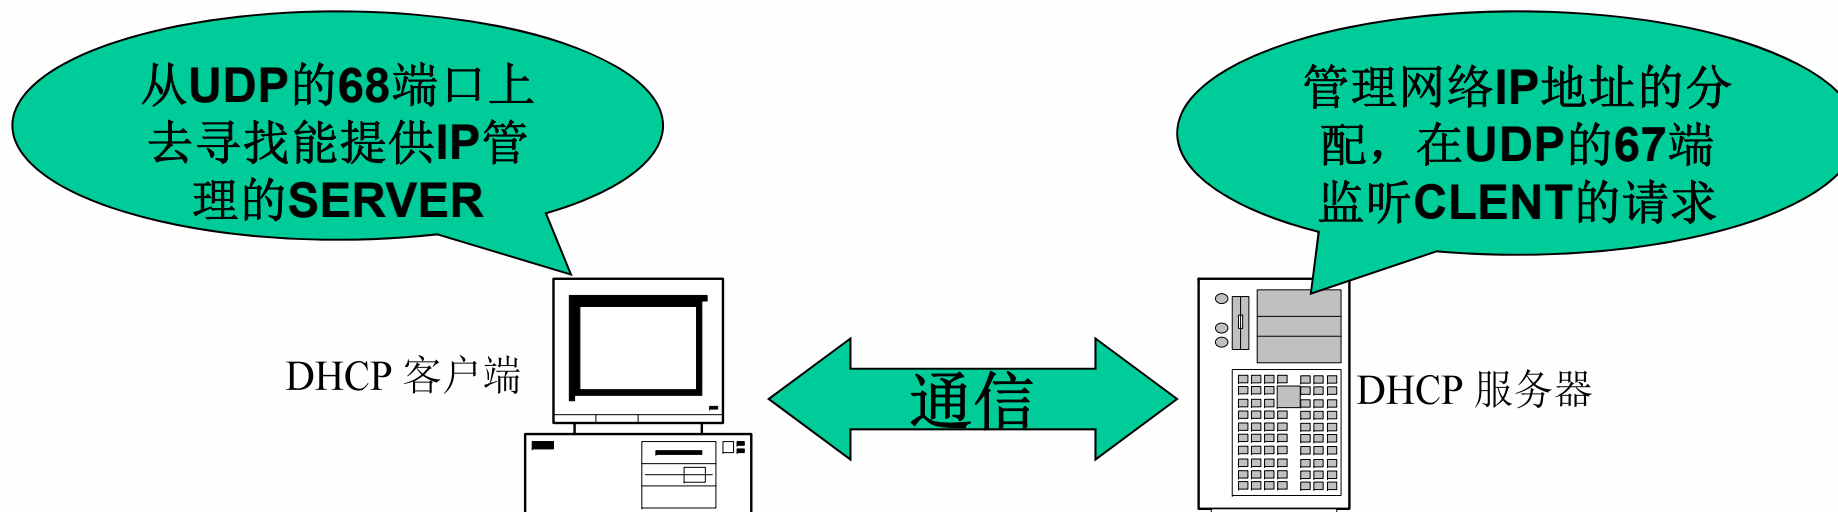 从UDP的68端口上
去寻找能提供IP管
理的SERVER
管理网络IP地址的分
配，在UDP的67端
监听CLENT的请求
DHCP 客户端
通信
DHCP 服务器